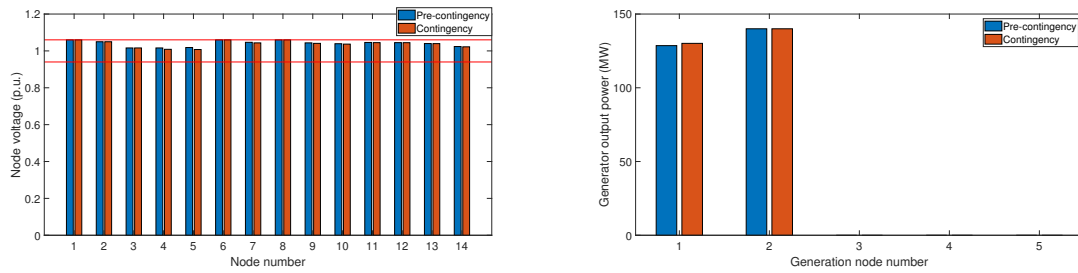 1.2
1
0.8
0.6
0.4
0.2
0
Node voltage (p.u.)
Pre-contingency
Contingency
1 2 3 4 5 6 7 8 9 10 11 12 13 14
Node number
150
100
50
0
Generator output power (MW)
Pre-contingency
Contingency
1 2 3 4 5
Generation node number